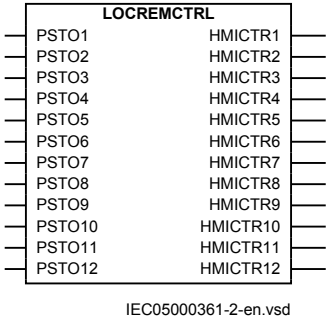 LOCREMCTRL
PSTO1 HMICTR1
PSTO2 HMICTR2
PSTO3 HMICTR3
PSTO4 HMICTR4
PSTO5 HMICTR5
PSTO6 HMICTR6
PSTO7 HMICTR7
PSTO8 HMICTR8
PSTO9 HMICTR9
PSTO10 HMICTR10
PSTO11 HMICTR11
PSTO12 HMICTR12
IEC05000361-2-en.vsd